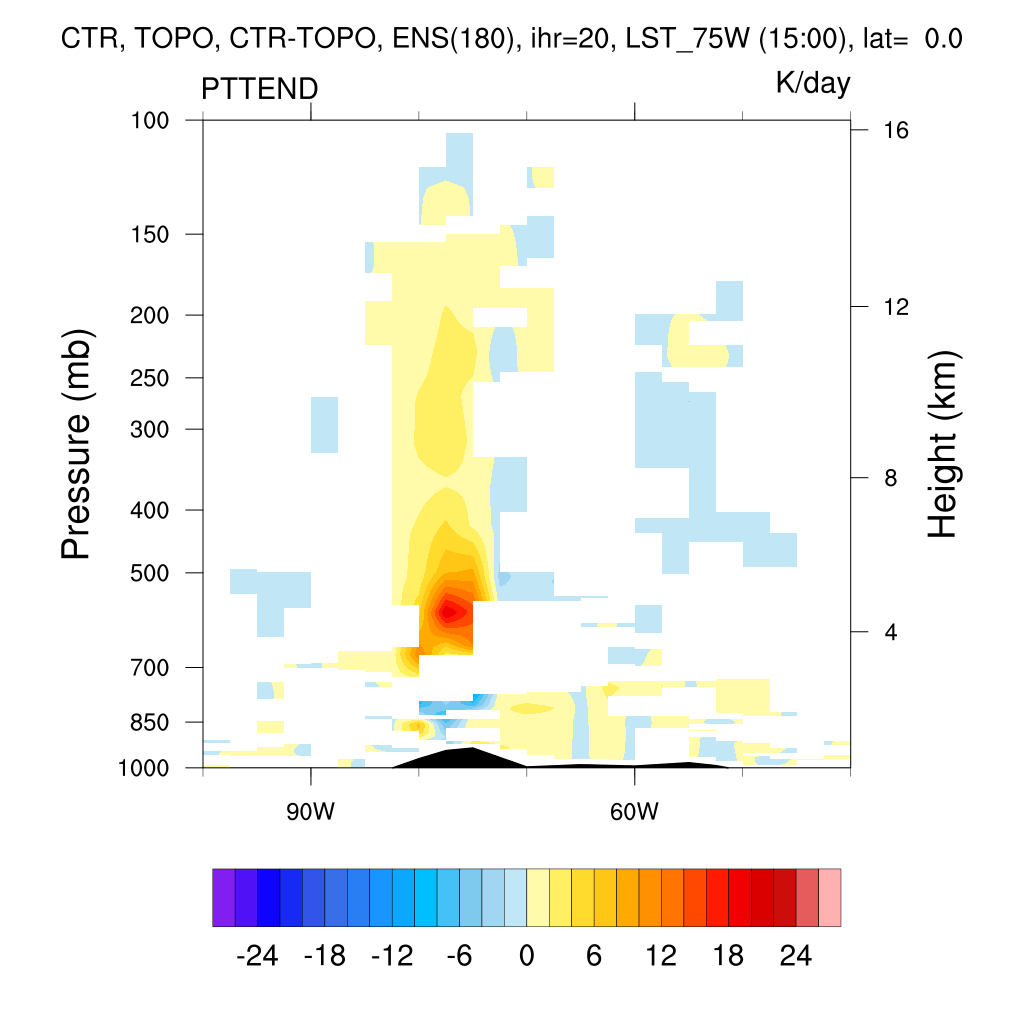 CTR, TOPO, CTR-TOPO, ENS(180), ihr=20, LST_75W (15:00), lat= 0.0
PTTEND K/day
100
150
200
250
300
400
500
700
850
1000
Pressure (mb)
16
12
8
4
Height (km)
90W 60W
-24 -18 -12 -6 0 6 12 18 24